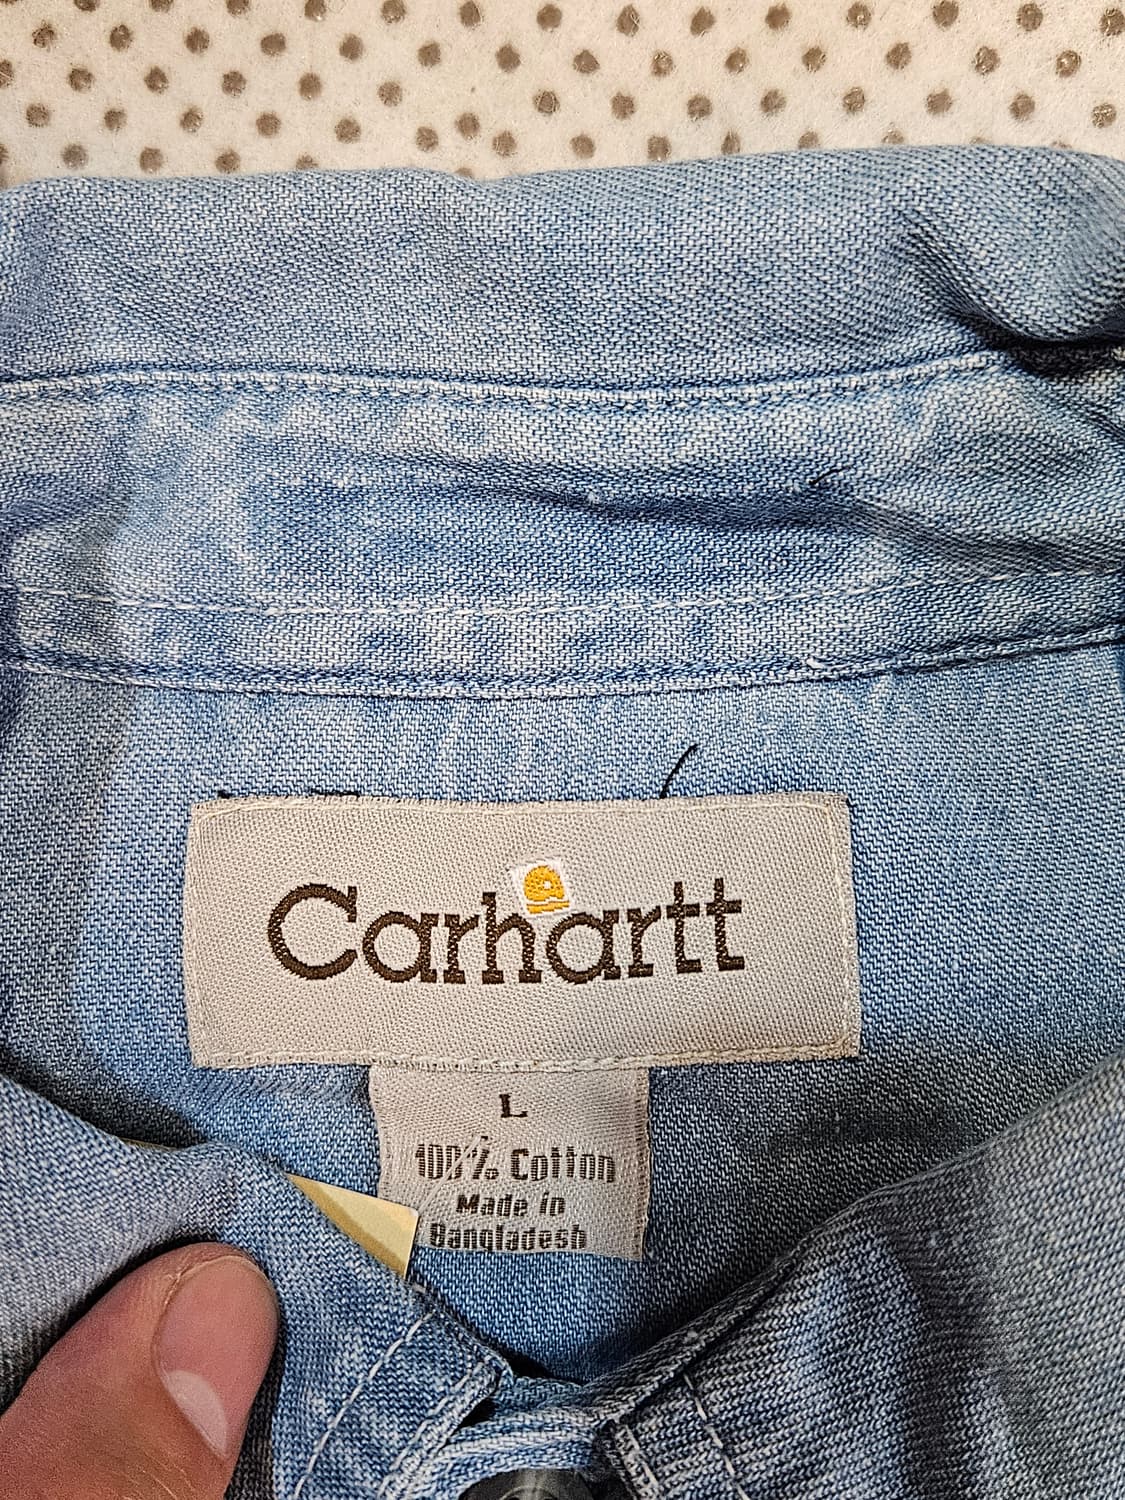 Carhartt
L
100% Cotton
Made in
Bangladesh